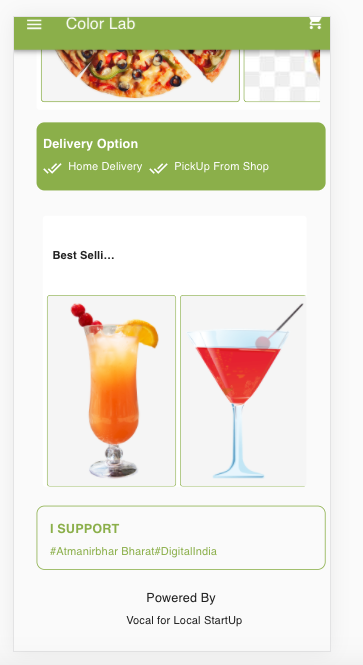 Color Lab
Delivery Option
Home Delivery PickUp From Shop
Best Selli...
I SUPPORT
#Atmanirbhar Bharat#DigitalIndia
Powered By
Vocal for Local StartUp